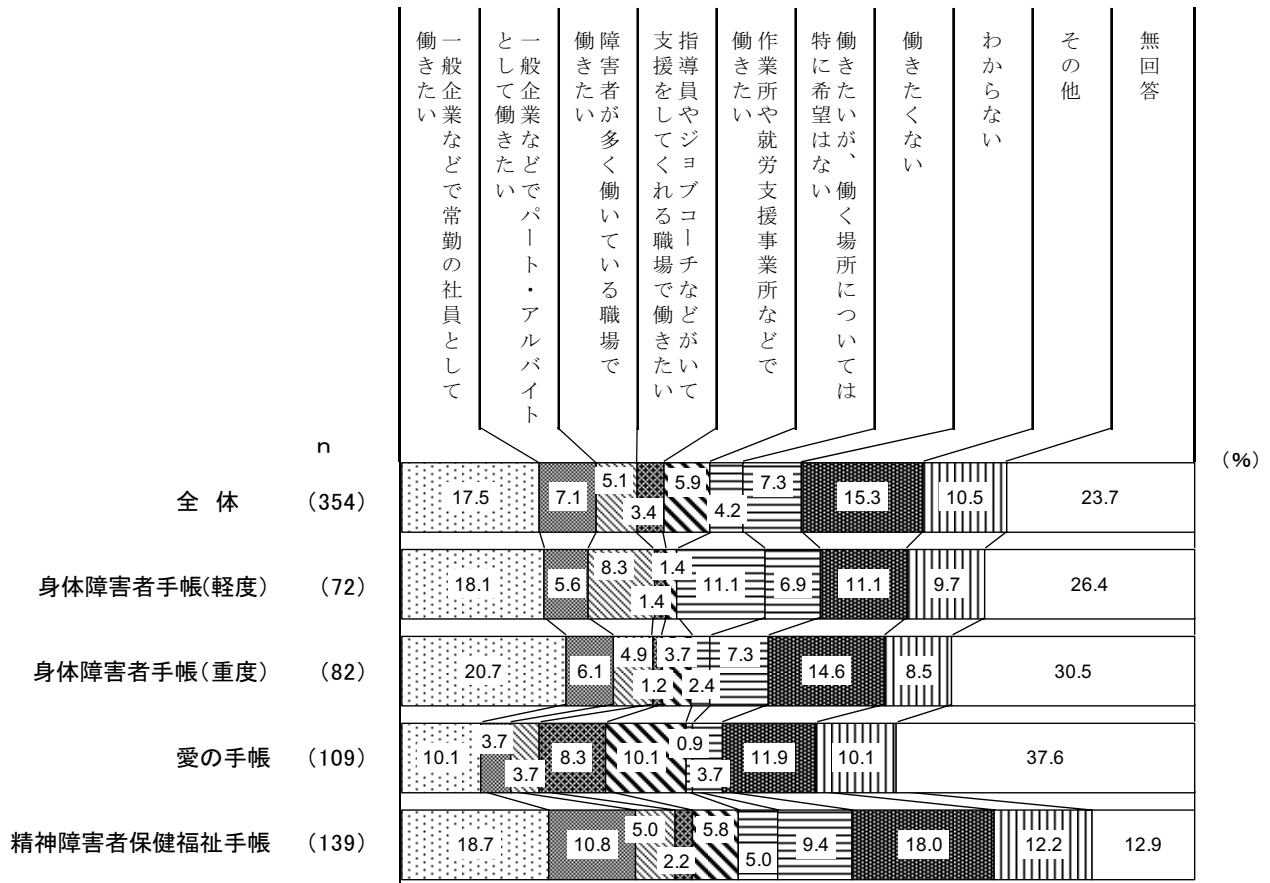 一般企業などで常勤の社員として
働きたい
一般企業などでパート・アルバイト
として働きたい
障害者が多く働いている職場で
働きたい
指導員やジョブコーチなどがいて
支援をしてくれる職場で働きたい
作業所や就労支援事業所などで
働きたい
働きたいが、働く場所については
特に希望はない
働きたくない
わからない
その他
無回答
n
(%)
全 体 (354) 17.5 7.1 5.1 3.4 5.9 4.2 7.3 15.3 10.5 23.7
身体障害者手帳(軽度) (72) 18.1 5.6 8.3 1.4 1.4 11.1 6.9 11.1 9.7 26.4
身体障害者手帳(重度) (82) 20.7 6.1 4.9 1.2 3.7 2.4 7.3 14.6 8.5 30.5
愛の手帳 (109) 10.1 3.7 3.7 8.3 10.1 0.9 3.7 11.9 10.1 37.6
精神障害者保健福祉手帳 (139) 18.7 10.8 5.0 2.2 5.8 5.0 9.4 18.0 12.2 12.9